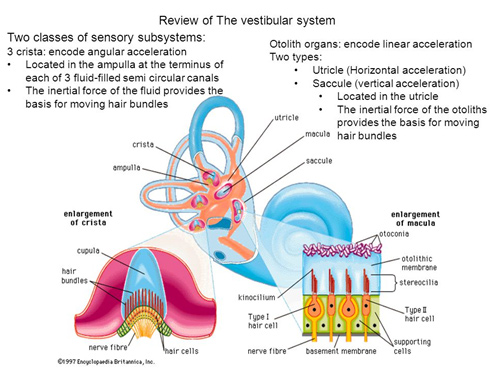 Review of The vestibular system
Two classes of sensory subsystems:
3 crista: encode angular acceleration
• Located in the ampulla at the terminus of
each of 3 fluid-filled semi circular canals
• The inertial force of the fluid provides the
basis for moving hair bundles
Otolith organs: encode linear acceleration
Two types:
• Utricle (Horizontal acceleration)
• Saccule (vertical acceleration)
• Located in the utricle
• The inertial force of the otoliths
provides the basis for moving
hair bundles
utricle
macula
saccule
crista
ampulla
enlargement
of crista
cupula
hair
bundles
nerve fibre
hair cells
©1997 Encyclopaedia Britannica, Inc.
enlargement
of macula
otoconia
otolithic
membrane
stereocilia
kinocilium
Type I
hair cell
Type II
hair cell
supporting
cells
nerve fibre
basement membrane